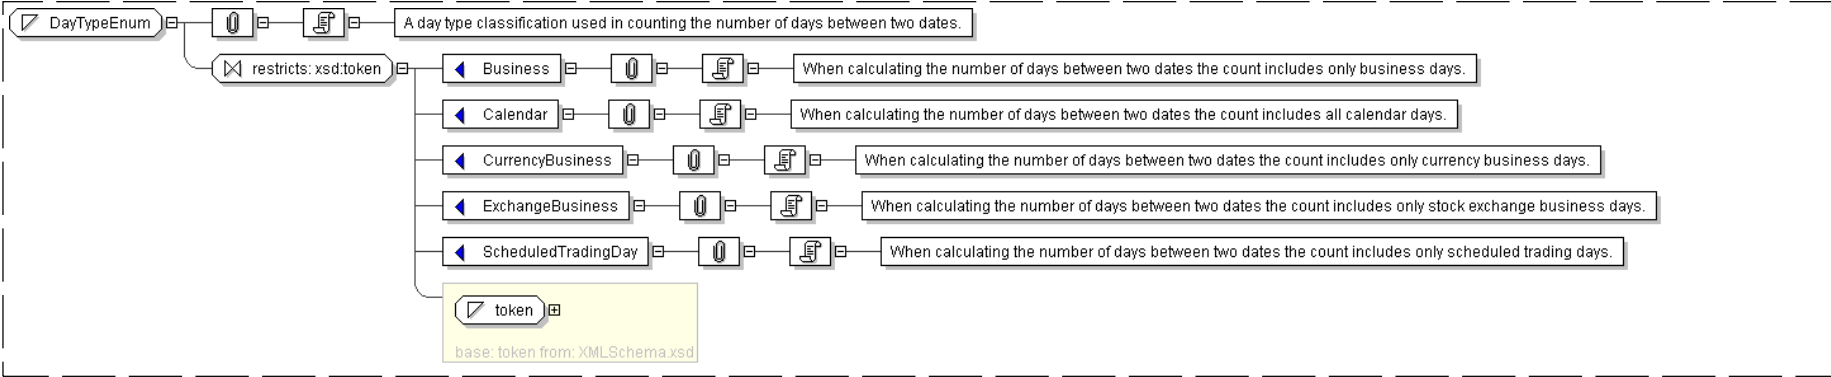 DayTypeEnum A day type classification used in counting the number of days between two dates.
restricts: xsd:token Business When calculating the number of days between two dates the count includes only business days.
Calendar When calculating the number of days between two dates the count includes all calendar days.
CurrencyBusiness When calculating the number of days between two dates the count includes only currency business days.
ExchangeBusiness When calculating the number of days between two dates the count includes only stock exchange business days.
ScheduledTradingDay When calculating the number of days between two dates the count includes only scheduled trading days.
token
base: token from: XMLSchema.xsd